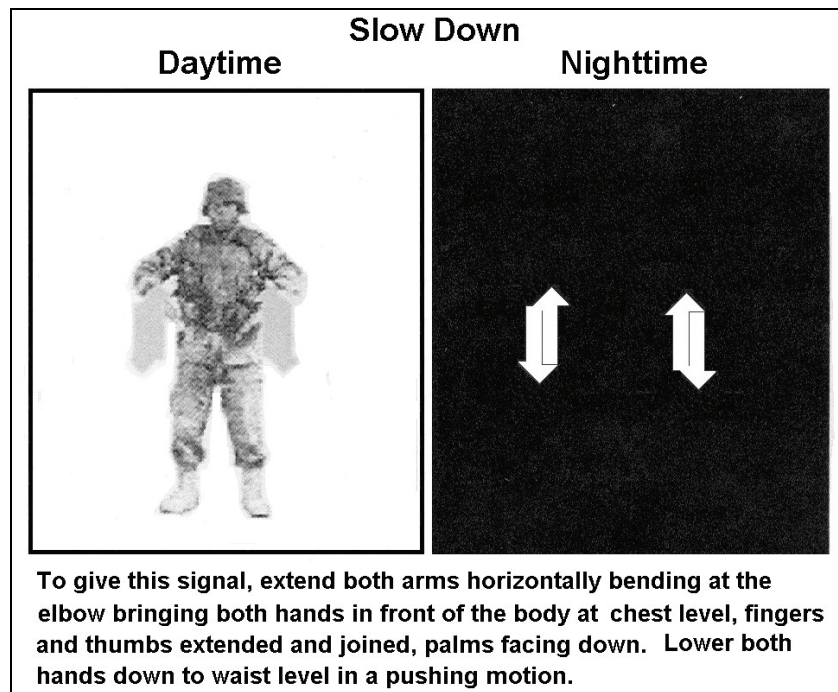 Slow Down
Daytime Nighttime
To give this signal, extend both arms horizontally bending at the
elbow bringing both hands in front of the body at chest level, fingers
and thumbs extended and joined, palms facing down. Lower both
hands down to waist level in a pushing motion.